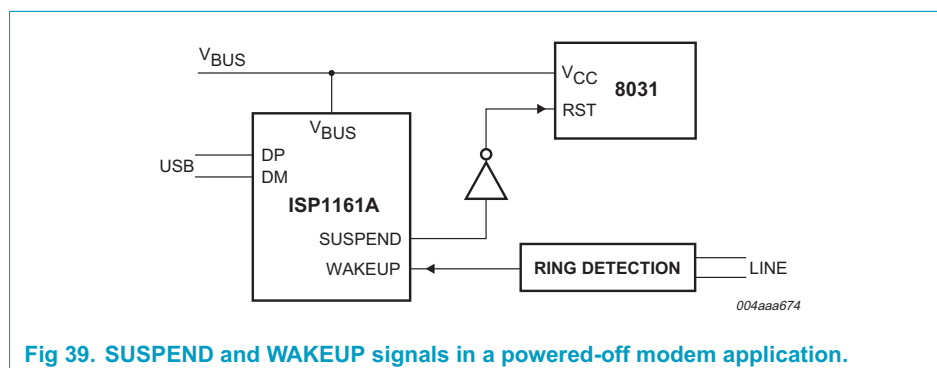 VBUS
VCC
8031
RST
VBUS
DP
USB
DM
ISP1161A
SUSPEND
WAKEUP
RING DETECTION
LINE
004aaa674
Fig 39. SUSPEND and WAKEUP signals in a powered-off modem application.